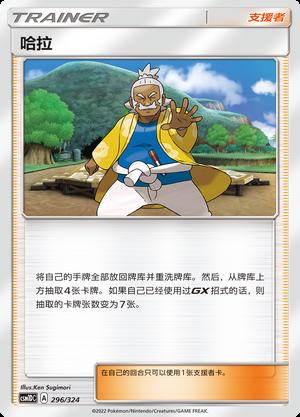 TRAINER 支援者
哈拉
将自己的手牌全部放回牌库并重洗牌库。然后，从牌库上
方抽取4张卡牌。如果自己已经使用过GX招式的话，则
抽取的卡牌张数变为7张。
Illus.Ken Sugimori
CSM1DC A 296/324
在自己的回合只可以使用1张支援者卡。
©2022 Pokémon/Nintendo/Creatures/GAME FREAK.